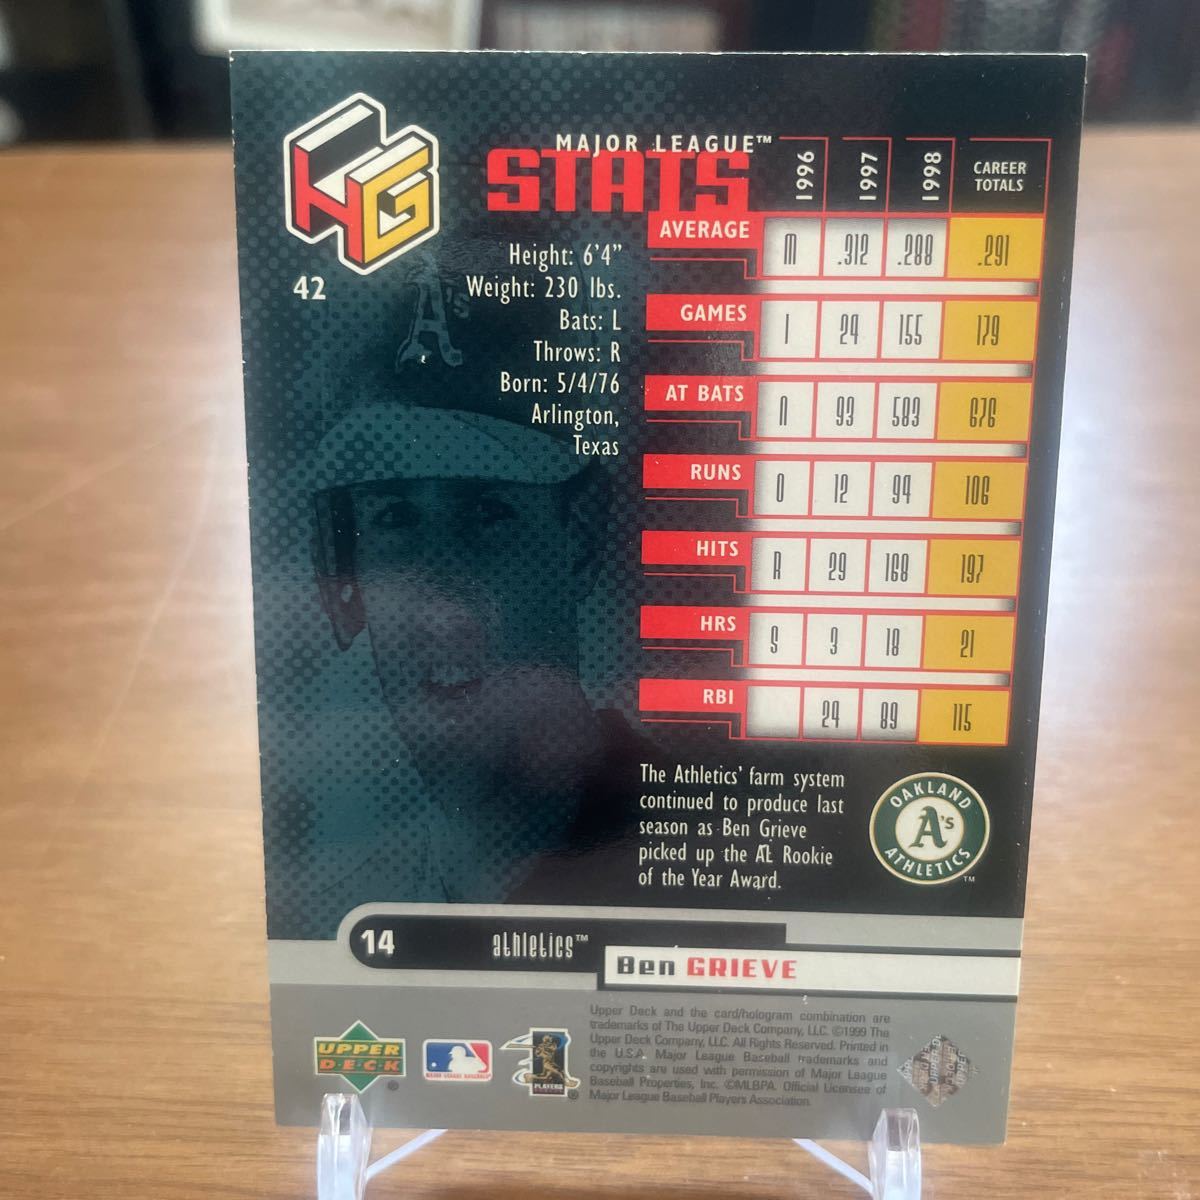 HG
42
MAJOR LEAGUE™
STATS
Height: 6'4”
Weight: 230 lbs.
Bats: L
Throws: R
Born: 5/4/76
Arlington,
Texas
1996 1997 1998 CAREER TOTALS
AVERAGE M .312 .288 .291
GAMES I 24 155 179
AT BATS N 93 583 676
RUNS O 12 94 106
HITS R 29 168 197
HRS S 3 18 21
RBI 24 89 115
The Athletics’ farm system
continued to produce last
season as Ben Grieve
picked up the AL Rookie
of the Year Award.
OAKLAND
A's
ATHLETICS
™
14 athletics™
Ben GRIEVE
UPPER
DECK
®
MAJOR LEAGUE BASEBALL
PLAYERS
®
Upper Deck and the card/hologram combination are
trademarks of The Upper Deck Company, LLC. ©1999 The
Upper Deck Company, LLC. All Rights Reserved. Printed in
the U.S.A. Major League Baseball trademarks and
copyrights are used with permission of Major League
Baseball Properties, Inc. ©MLBPA. Official Licensee of
Major League Baseball Players Association.